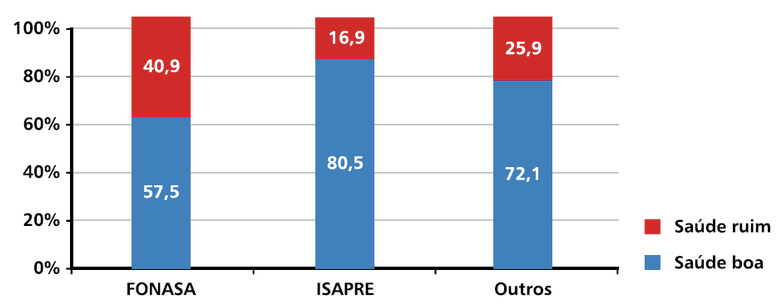 100%
40,9
16,9
25,9
80%
60%
40%
57,5
80,5
72,1
20%
0%
Saúde ruim
Saúde boa
FONASA
ISAPRE
Outros